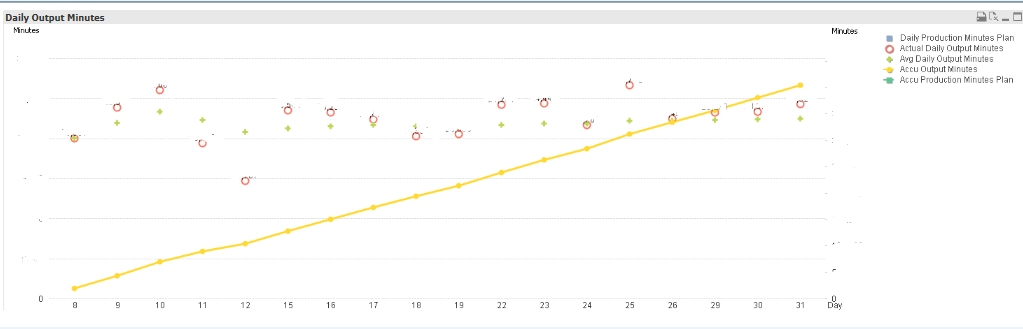 Daily Output Minutes
Minutes
Minutes
Daily Production Minutes Plan
Actual Daily Output Minutes
Avg Daily Output Minutes
Accu Output Minutes
Accu Production Minutes Plan
0
0
8 9 10 11 12 15 16 17 18 19 22 23 24 25 26 29 30 31 Day